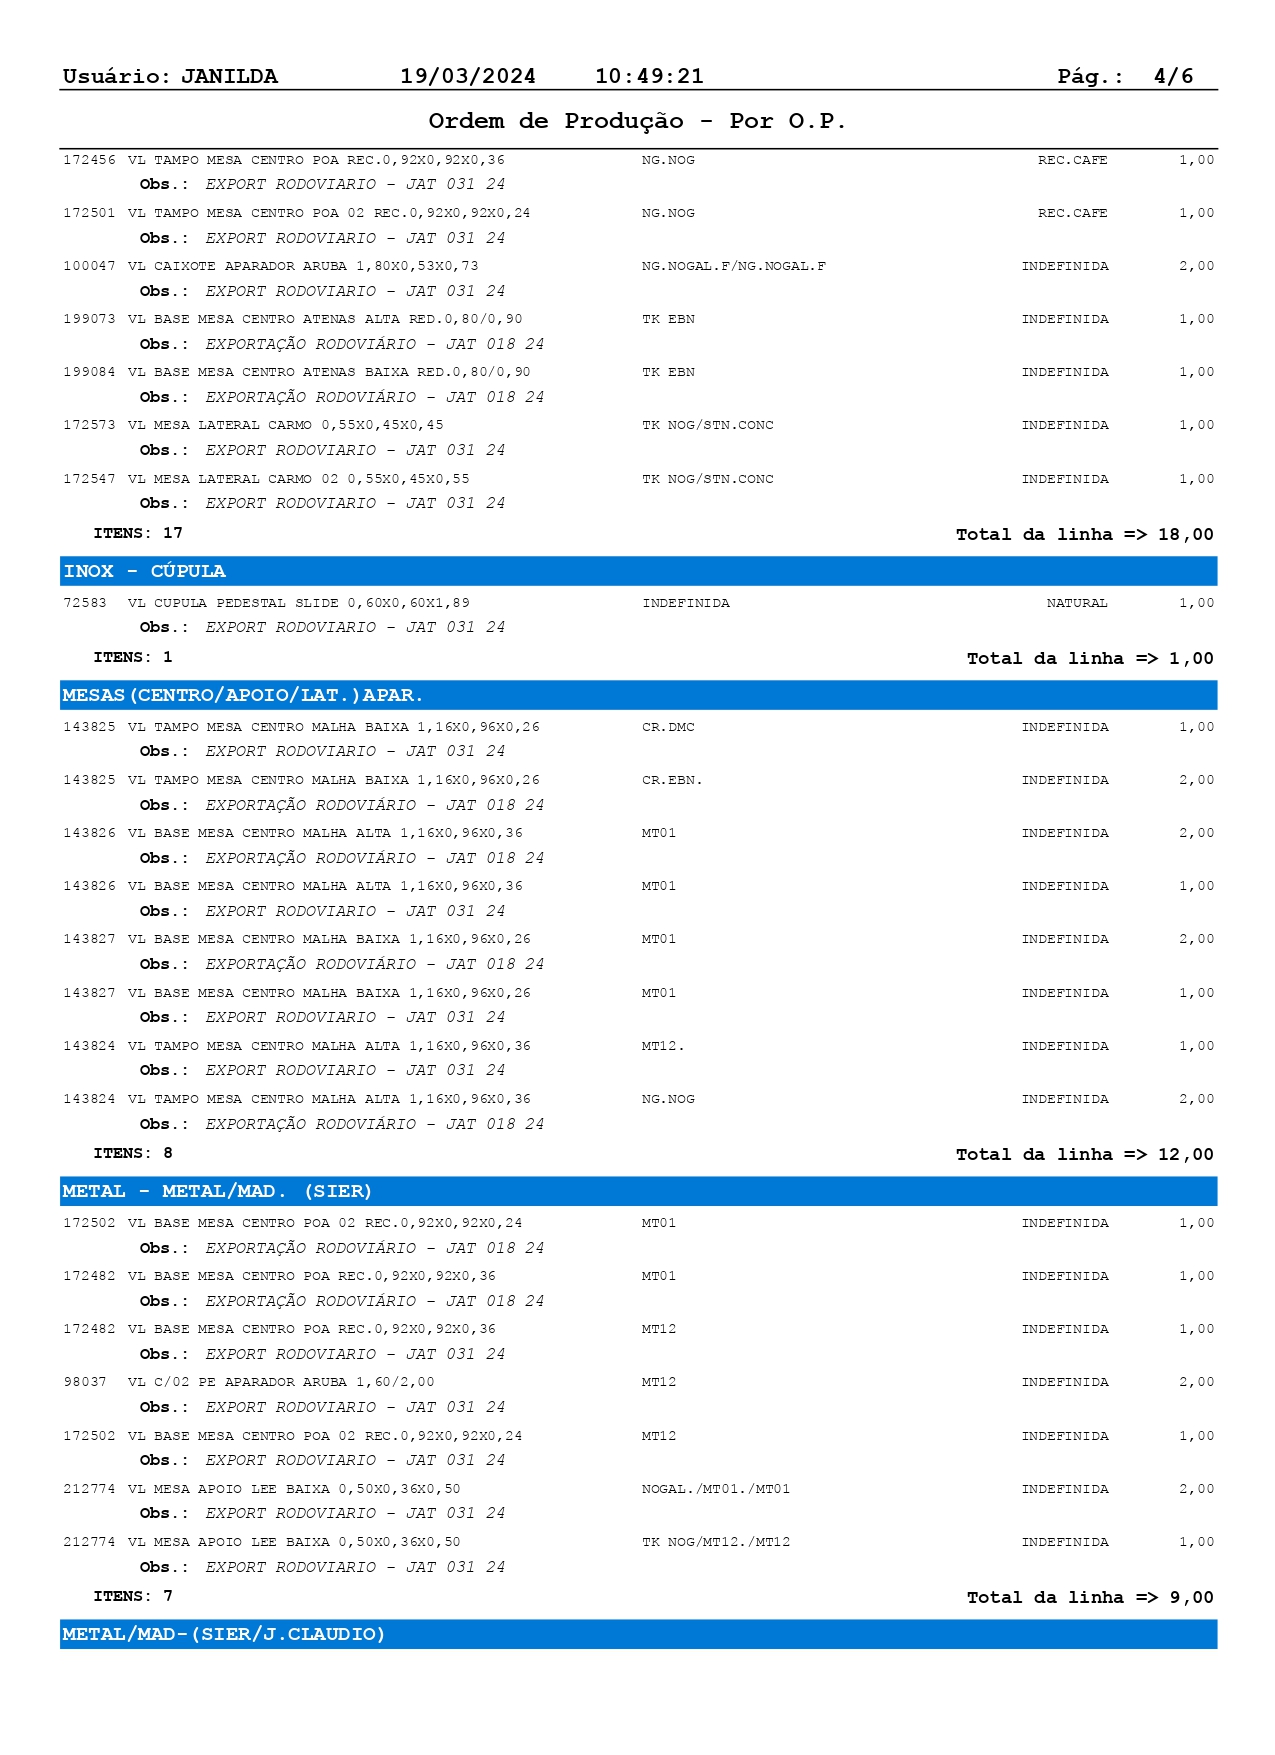 Usuário: JANILDA 19/03/2024 10:49:21 Pág.: 4/6
Ordem de Produção - Por O.P.
172456 VL TAMPO MESA CENTRO POA REC.0,92X0,92X0,36 NG.NOG REC.CAFE 1,00
Obs.: EXPORT RODOVIARIO - JAT 031 24
172501 VL TAMPO MESA CENTRO POA 02 REC.0,92X0,92X0,24 NG.NOG REC.CAFE 1,00
Obs.: EXPORT RODOVIARIO - JAT 031 24
100047 VL CAIXOTE APARADOR ARUBA 1,80X0,53X0,73 NG.NOGAL.F/NG.NOGAL.F INDEFINIDA 2,00
Obs.: EXPORT RODOVIARIO - JAT 031 24
199073 VL BASE MESA CENTRO ATENAS ALTA RED.0,80/0,90 TK EBN INDEFINIDA 1,00
Obs.: EXPORTAÇÃO RODOVIÁRIO - JAT 018 24
199084 VL BASE MESA CENTRO ATENAS BAIXA RED.0,80/0,90 TK EBN INDEFINIDA 1,00
Obs.: EXPORTAÇÃO RODOVIÁRIO - JAT 018 24
172573 VL MESA LATERAL CARMO 0,55X0,45X0,45 TK NOG/STN.CONC INDEFINIDA 1,00
Obs.: EXPORT RODOVIARIO - JAT 031 24
172547 VL MESA LATERAL CARMO 02 0,55X0,45X0,55 TK NOG/STN.CONC INDEFINIDA 1,00
Obs.: EXPORT RODOVIARIO - JAT 031 24
ITENS: 17 Total da linha => 18,00
INOX - CÚPULA
72583 VL CUPULA PEDESTAL SLIDE 0,60X0,60X1,89 INDEFINIDA NATURAL 1,00
Obs.: EXPORT RODOVIARIO - JAT 031 24
ITENS: 1 Total da linha => 1,00
MESAS(CENTRO/APOIO/LAT.)APAR.
143825 VL TAMPO MESA CENTRO MALHA BAIXA 1,16X0,96X0,26 CR.DMC INDEFINIDA 1,00
Obs.: EXPORT RODOVIARIO - JAT 031 24
143825 VL TAMPO MESA CENTRO MALHA BAIXA 1,16X0,96X0,26 CR.EBN. INDEFINIDA 2,00
Obs.: EXPORTAÇÃO RODOVIÁRIO - JAT 018 24
143826 VL BASE MESA CENTRO MALHA ALTA 1,16X0,96X0,36 MT01 INDEFINIDA 2,00
Obs.: EXPORTAÇÃO RODOVIÁRIO - JAT 018 24
143826 VL BASE MESA CENTRO MALHA ALTA 1,16X0,96X0,36 MT01 INDEFINIDA 1,00
Obs.: EXPORT RODOVIARIO - JAT 031 24
143827 VL BASE MESA CENTRO MALHA BAIXA 1,16X0,96X0,26 MT01 INDEFINIDA 2,00
Obs.: EXPORTAÇÃO RODOVIÁRIO - JAT 018 24
143827 VL BASE MESA CENTRO MALHA BAIXA 1,16X0,96X0,26 MT01 INDEFINIDA 1,00
Obs.: EXPORT RODOVIARIO - JAT 031 24
143824 VL TAMPO MESA CENTRO MALHA ALTA 1,16X0,96X0,36 MT12. INDEFINIDA 1,00
Obs.: EXPORT RODOVIARIO - JAT 031 24
143824 VL TAMPO MESA CENTRO MALHA ALTA 1,16X0,96X0,36 NG.NOG INDEFINIDA 2,00
Obs.: EXPORTAÇÃO RODOVIÁRIO - JAT 018 24
ITENS: 8 Total da linha => 12,00
METAL - METAL/MAD. (SIER)
172502 VL BASE MESA CENTRO POA 02 REC.0,92X0,92X0,24 MT01 INDEFINIDA 1,00
Obs.: EXPORTAÇÃO RODOVIÁRIO - JAT 018 24
172482 VL BASE MESA CENTRO POA REC.0,92X0,92X0,36 MT01 INDEFINIDA 1,00
Obs.: EXPORTAÇÃO RODOVIÁRIO - JAT 018 24
172482 VL BASE MESA CENTRO POA REC.0,92X0,92X0,36 MT12 INDEFINIDA 1,00
Obs.: EXPORT RODOVIARIO - JAT 031 24
98037 VL C/02 PE APARADOR ARUBA 1,60/2,00 MT12 INDEFINIDA 2,00
Obs.: EXPORT RODOVIARIO - JAT 031 24
172502 VL BASE MESA CENTRO POA 02 REC.0,92X0,92X0,24 MT12 INDEFINIDA 1,00
Obs.: EXPORT RODOVIARIO - JAT 031 24
212774 VL MESA APOIO LEE BAIXA 0,50X0,36X0,50 NOGAL./MT01./MT01 INDEFINIDA 2,00
Obs.: EXPORT RODOVIARIO - JAT 031 24
212774 VL MESA APOIO LEE BAIXA 0,50X0,36X0,50 TK NOG/MT12./MT12 INDEFINIDA 1,00
Obs.: EXPORT RODOVIARIO - JAT 031 24
ITENS: 7 Total da linha => 9,00
METAL/MAD-(SIER/J.CLAUDIO)